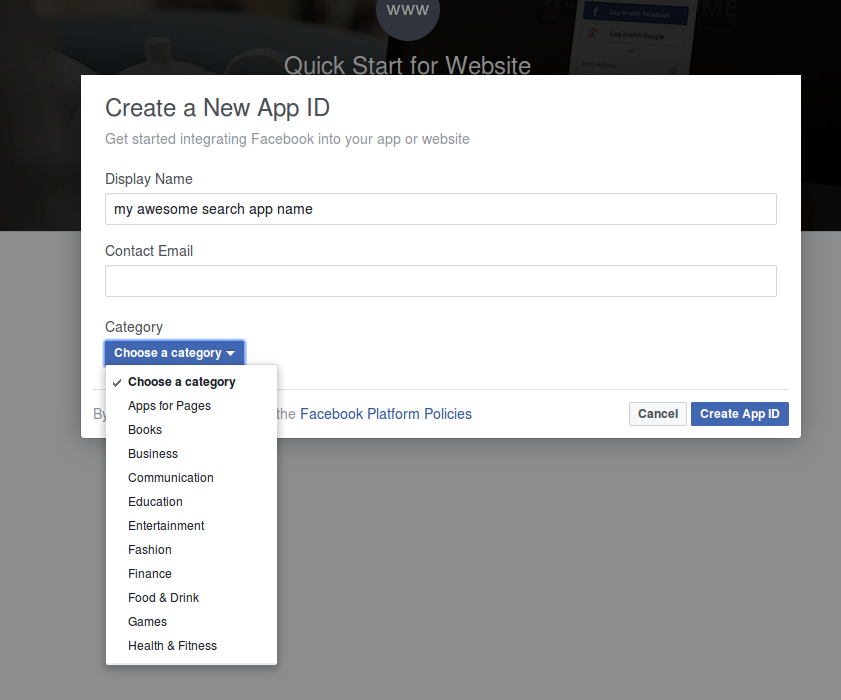 www
Log in with Facebook
Log in with Google
Quick Start for Website
Create a New App ID
Get started integrating Facebook into your app or website
Display Name
my awesome search app name
Contact Email
Category
Choose a category
Choose a category
Apps for Pages
By the Facebook Platform Policies
Cancel
Create App ID
Books
Business
Communication
Education
Entertainment
Fashion
Finance
Food & Drink
Games
Health & Fitness